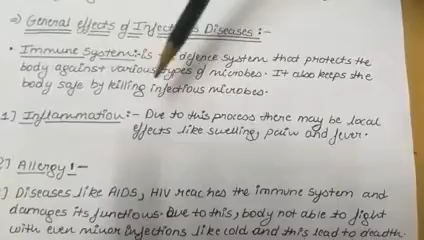 ⇒ General effects of Infectious Diseases :-
• Immune System:- is defence system that protects the
body against various types of microbes. It also keeps the
body safe by killing infectious microbes.
1] Inflammation:- Due to this process there may be local
effects like swelling, pain and fever.
2] Allergy :-
] Diseases like AIDS, HIV reaches the immune system and
damages its functions. Due to this, body not able to fight
with even minor infections like cold and this lead to deadth.